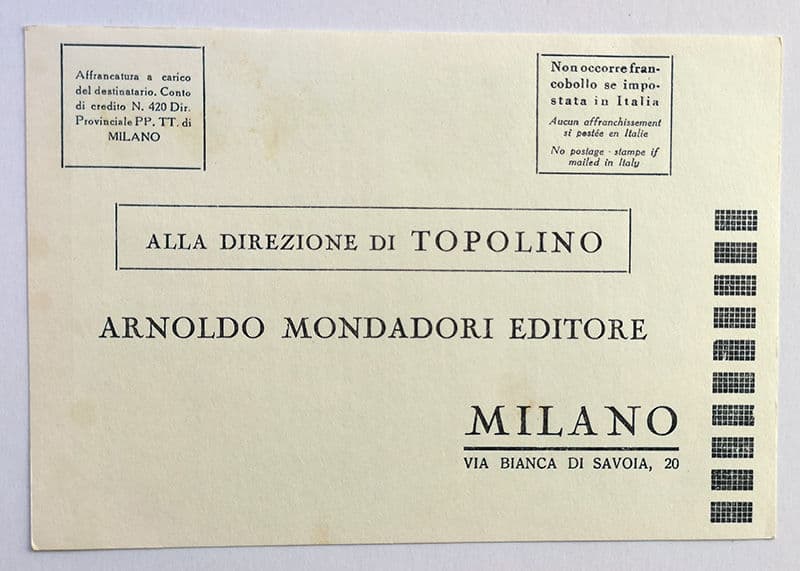 Affrancatura a carico
del destinatario. Conto
di credito N. 420 Dir.
Provinciale PP. TT. di
MILANO
Non occorre fran-
cobollo se impo-
stata in Italia
Aucun affranchissement
si postée en Italie
No postage - stampe if
mailed in Italy
ALLA DIREZIONE DI TOPOLINO
ARNOLDO MONDADORI EDITORE
MILANO
VIA BIANCA DI SAVOIA, 20